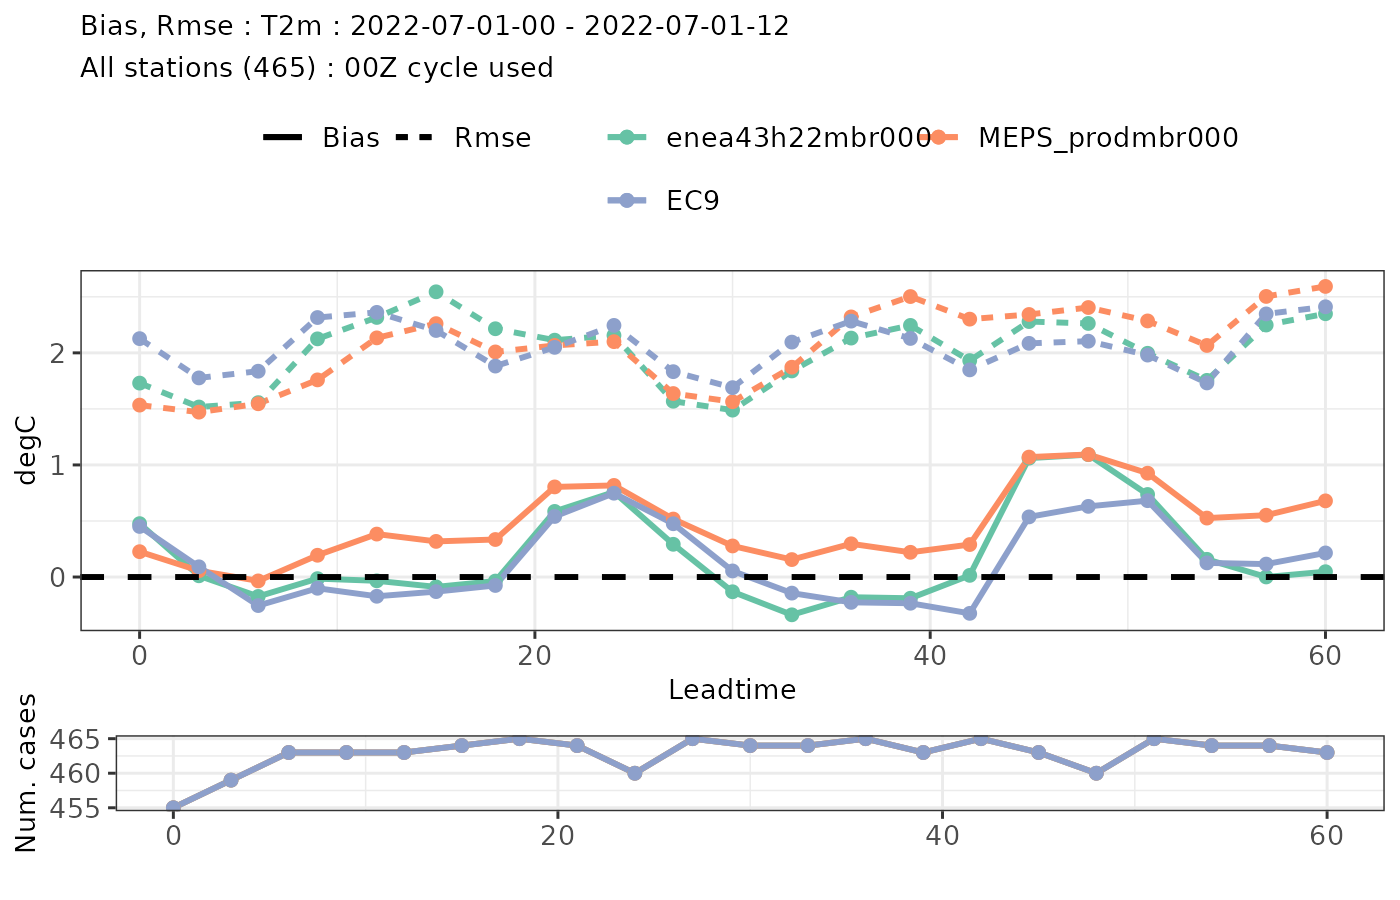 Bias, Rmse : T2m : 2022-07-01-00 - 2022-07-01-12
All stations (465) : 00Z cycle used
Bias Rmse enea43h22mbr000 MEPS_prodmbr000
EC9
degC
2
1
0
0 20 40 60
Leadtime
Num. cases
465
460
455
0 20 40 60